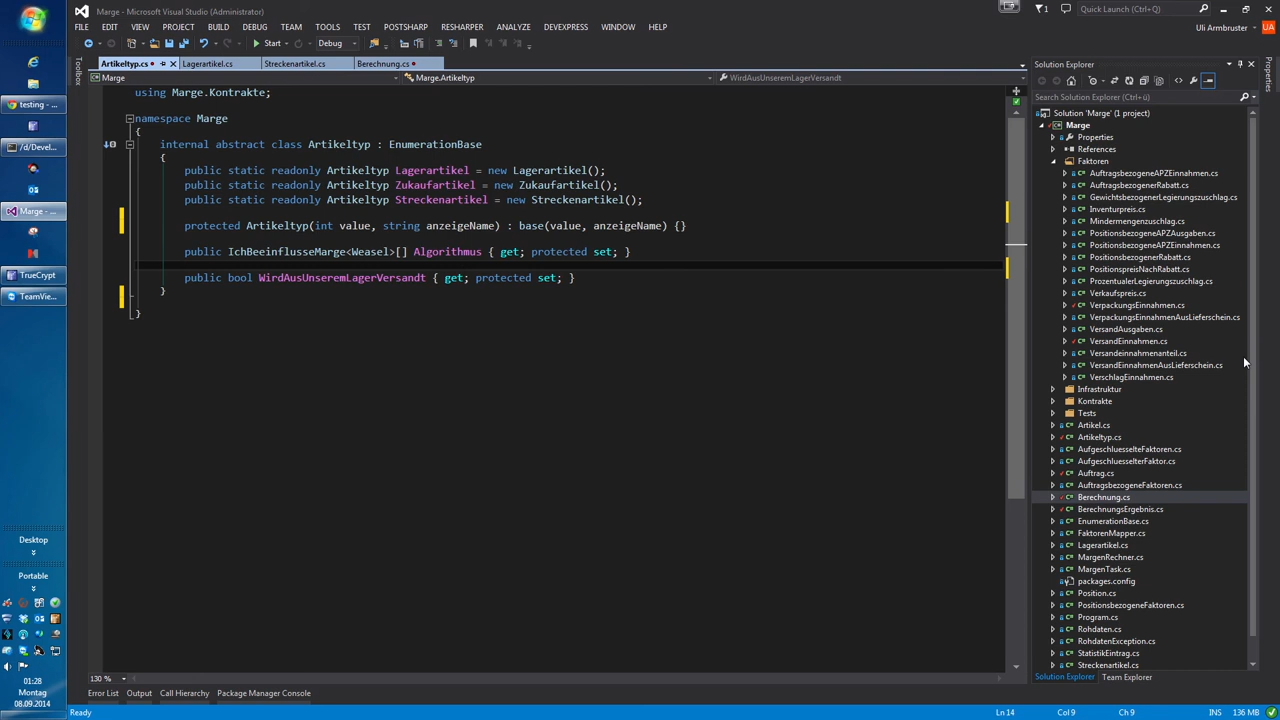 Marge - Microsoft Visual Studio (Administrator)
1
Quick Launch (Ctrl+Q)
FILE EDIT VIEW PROJECT BUILD DEBUG TEAM TOOLS TEST POSTSHARP RESHARPER ANALYZE DEVEXPRESS WINDOW HELP
Uli Armbruster UA
Start Debug
Artikeltyp.cs Lagerartikel.cs Streckenartikel.cs Berechnung.cs
Marge Marge.Artikeltyp WirdAusUnseremLagerVersandt
Toolbox
using Marge.Kontrakte;
namespace Marge
{
internal abstract class Artikeltyp : EnumerationBase
{
public static readonly Artikeltyp Lagerartikel = new Lagerartikel();
public static readonly Artikeltyp Zukaufartikel = new Zukaufartikel();
public static readonly Artikeltyp Streckenartikel = new Streckenartikel();
protected Artikeltyp(int value, string anzeigeName) : base(value, anzeigeName) {}
public IchBeeinflusseMarge<Weasel>[] Algorithmus { get; protected set; }
public bool WirdAusUnseremLagerVersandt { get; protected set; }
}
}
130 %
Error List Output Call Hierarchy Package Manager Console
Ready
Ln 14 Col 9 Ch 9 INS 136 MB
Solution Explorer
Properties
Search Solution Explorer (Ctrl+ü)
Solution 'Marge' (1 project)
Marge
Properties
References
Faktoren
AuftragsbezogeneAPZEinnahmen.cs
AuftragsbezogenerRabatt.cs
GewichtsbezogenerLegierungszuschlag.cs
Inventurpreis.cs
Mindermengenzuschlag.cs
PositionsbezogeneAPZAusgaben.cs
PositionsbezogeneAPZEinnahmen.cs
PositionsbezogenerRabatt.cs
PositionspreisNachRabatt.cs
ProzentualerLegierungszuschlag.cs
Verkaufspreis.cs
VerpackungsEinnahmen.cs
VerpackungsEinnahmenAusLieferschein.cs
VersandAusgaben.cs
VersandEinnahmen.cs
Versandeinnahmenanteil.cs
VersandEinnahmenAusLieferschein.cs
VerschlagEinnahmen.cs
Infrastruktur
Kontrakte
Tests
Artikel.cs
Artikeltyp.cs
AufgeschluesselteFaktoren.cs
AufgeschluesselterFaktor.cs
Auftrag.cs
AuftragsbezogeneFaktoren.cs
Berechnung.cs
BerechnungsErgebnis.cs
EnumerationBase.cs
FaktorenMapper.cs
Lagerartikel.cs
MargenRechner.cs
MargenTask.cs
packages.config
Position.cs
PositionsbezogeneFaktoren.cs
Program.cs
Rohdaten.cs
RohdatenException.cs
StatistikEintrag.cs
Streckenartikel.cs
Solution Explorer Team Explorer
testing - ...
/d/Devel...
Marge - ...
TrueCrypt
TeamVie...
Desktop
Portable
01:28
Montag
08.09.2014